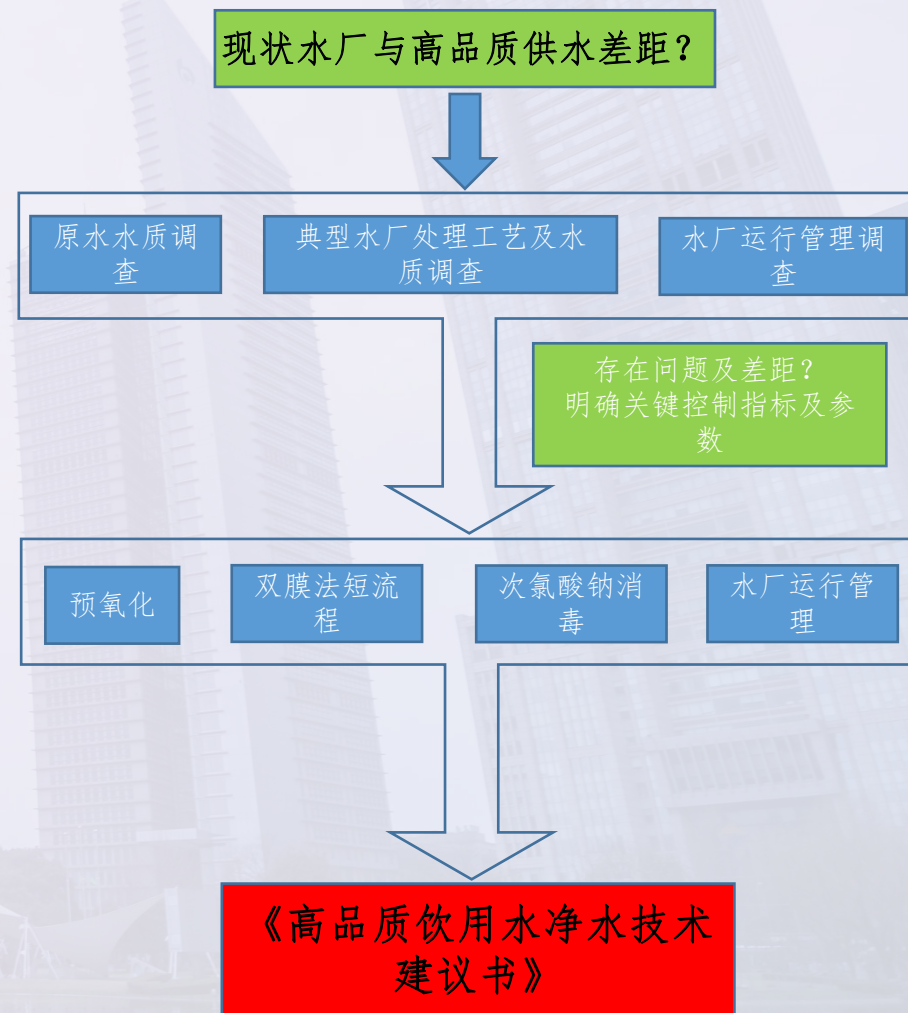 现状水厂与高品质供水差距？
原水水质调
查
典型水厂处理工艺及水
质调查
水厂运行管理调
查
存在问题及差距？
明确关键控制指标及参
数
预氧化
双膜法短流
程
次氯酸钠消
毒
水厂运行管
理
《高品质饮用水净水技术
建议书》